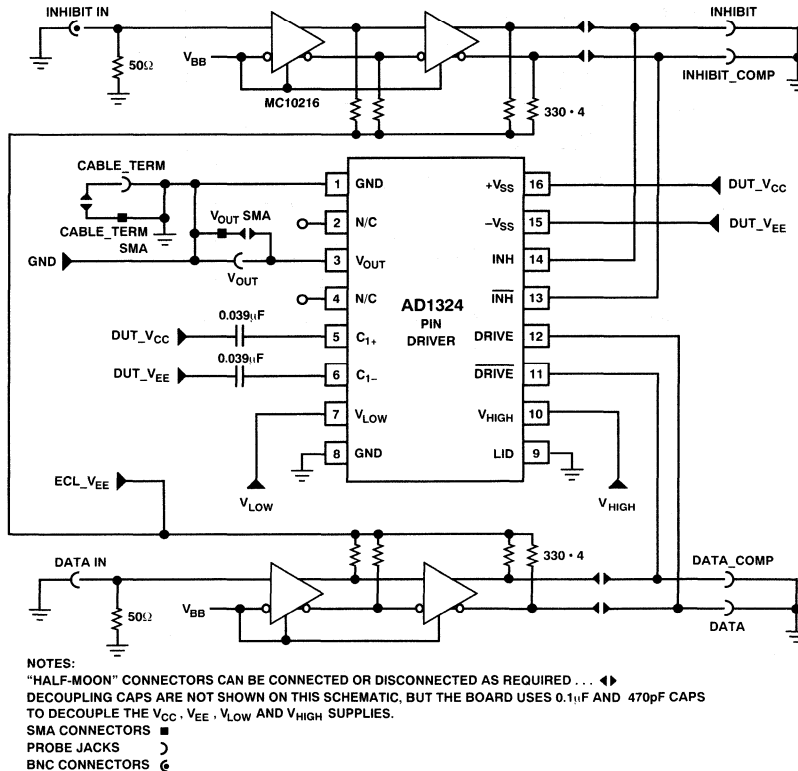 INHIBIT IN
50Ω
V_BB
MC10216
330 • 4
INHIBIT
INHIBIT_COMP
CABLE_TERM
CABLE_TERM
SMA
V_OUT SMA
V_OUT
GND
1 GND
2 N/C
3 V_OUT
4 N/C
5 C1+
6 C1–
7 V_LOW
8 GND
AD1324
PIN
DRIVER
+V_SS 16
–V_SS 15
INH 14
I̅N̅H̅ 13
DRIVE 12
D̅R̅I̅V̅E̅ 11
V_HIGH 10
LID 9
DUT_V_CC
DUT_V_EE
0.039µF
DUT_V_CC
0.039µF
DUT_V_EE
V_LOW
V_HIGH
ECL_V_EE
DATA IN
50Ω
V_BB
330 • 4
DATA_COMP
DATA
NOTES:
“HALF-MOON” CONNECTORS CAN BE CONNECTED OR DISCONNECTED AS REQUIRED . . .
DECOUPLING CAPS ARE NOT SHOWN ON THIS SCHEMATIC, BUT THE BOARD USES 0.1µF AND 470pF CAPS
TO DECOUPLE THE V_CC, V_EE, V_LOW AND V_HIGH SUPPLIES.
SMA CONNECTORS ■
PROBE JACKS
BNC CONNECTORS